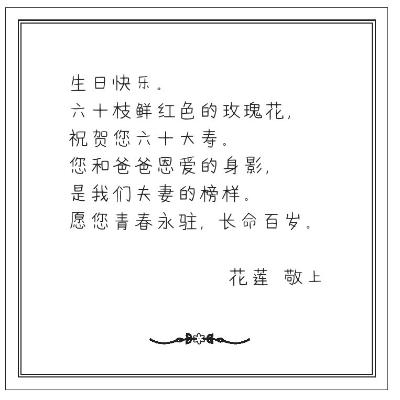 生日快乐。
六十枝鲜红色的玫瑰花，
祝贺您六十大寿。
您和爸爸恩爱的身影，
是我们夫妻的榜样。
愿您青春永驻，长命百岁。
花莲 敬上